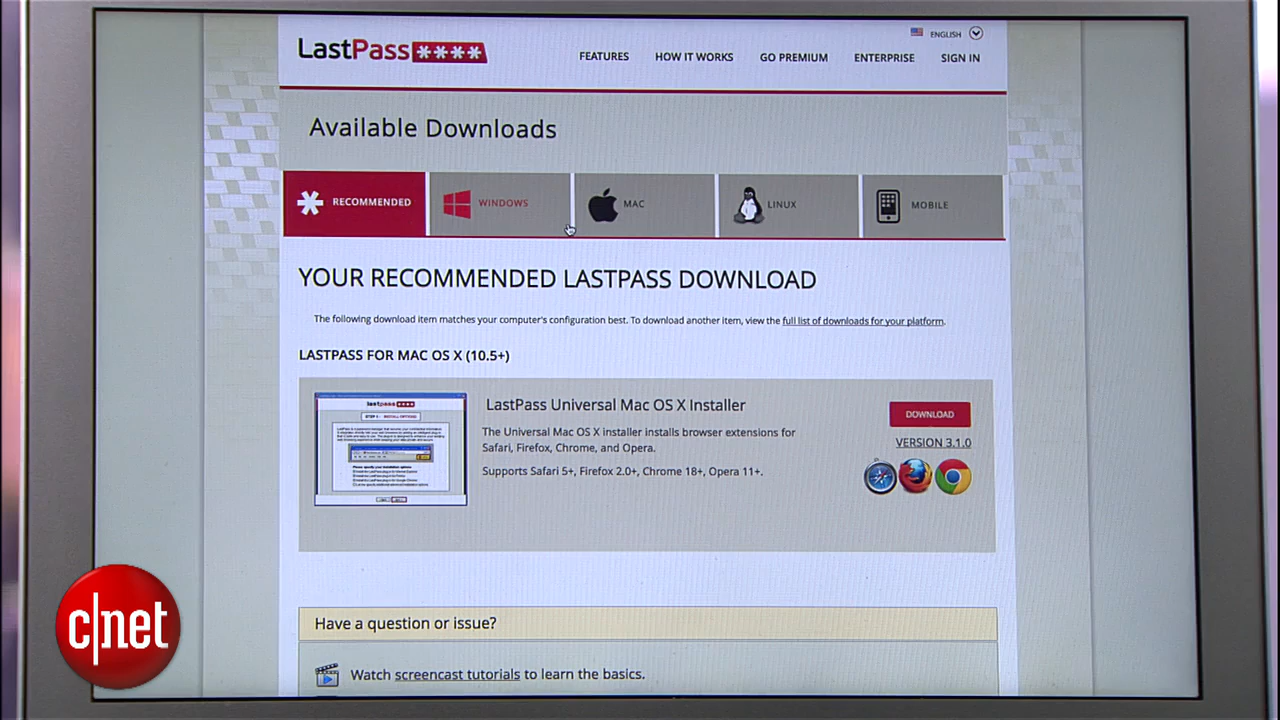 LastPass ****
ENGLISH
FEATURES HOW IT WORKS GO PREMIUM ENTERPRISE SIGN IN
Available Downloads
RECOMMENDED WINDOWS MAC LINUX MOBILE
YOUR RECOMMENDED LASTPASS DOWNLOAD
The following download item matches your computer's configuration best. To download another item, view the full list of downloads for your platform.
LASTPASS FOR MAC OS X (10.5+)
LastPass Universal Mac OS X Installer
DOWNLOAD
The Universal Mac OS X installer installs browser extensions for
Safari, Firefox, Chrome, and Opera.
VERSION 3.1.0
Supports Safari 5+, Firefox 2.0+, Chrome 18+, Opera 11+.
lastpass
Have a question or issue?
Watch screencast tutorials to learn the basics.
c|net